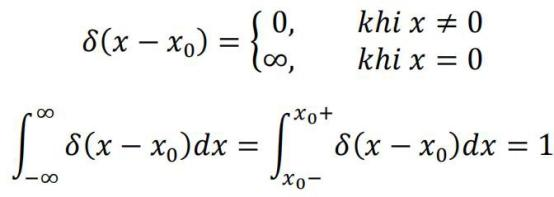 δ(x − x₀) = { 0, khi x ≠ 0
∞, khi x = 0
∫_{−∞}^{∞} δ(x − x₀)dx = ∫_{x₀−}^{x₀+} δ(x − x₀)dx = 1